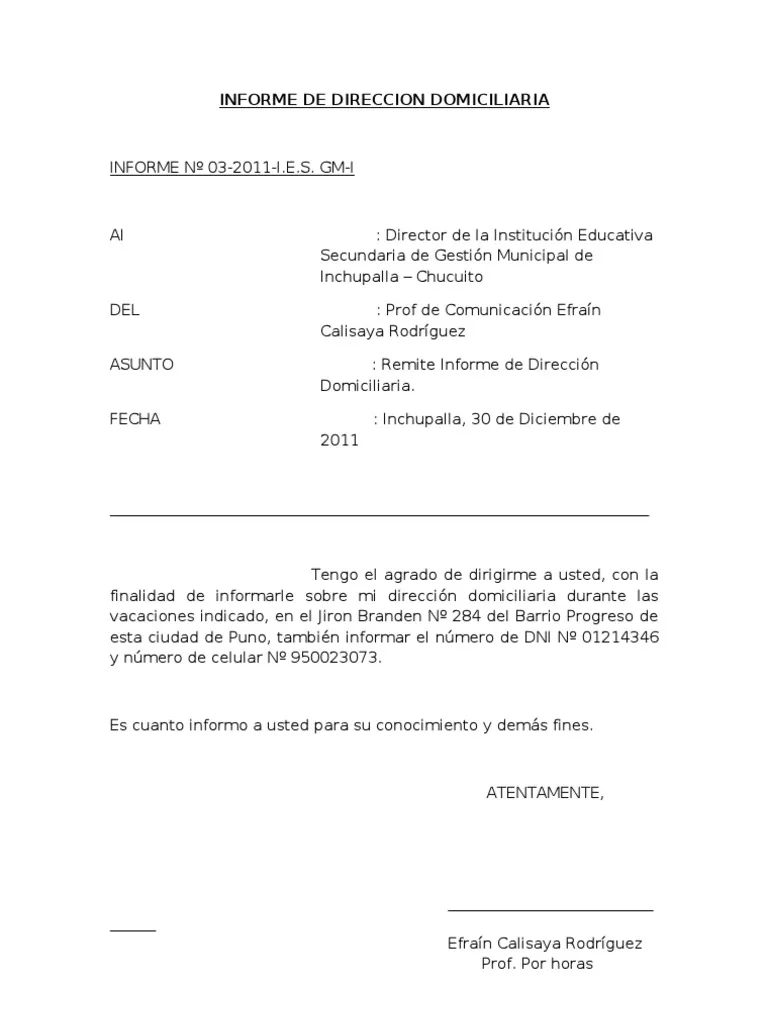 INFORME DE DIRECCION DOMICILIARIA
INFORME Nº 03-2011-I.E.S. GM-I
Al : Director de la Institución Educativa
Secundaria de Gestión Municipal de
Inchupalla – Chucuito
DEL : Prof de Comunicación Efraín
Calisaya Rodríguez
ASUNTO : Remite Informe de Dirección
Domiciliaria.
FECHA : Inchupalla, 30 de Diciembre de
2011
Tengo el agrado de dirigirme a usted, con la
finalidad de informarle sobre mi dirección domiciliaria durante las
vacaciones indicado, en el Jiron Branden Nº 284 del Barrio Progreso de
esta ciudad de Puno, también informar el número de DNI Nº 01214346
y número de celular Nº 950023073.
Es cuanto informo a usted para su conocimiento y demás fines.
ATENTAMENTE,
Efraín Calisaya Rodríguez
Prof. Por horas